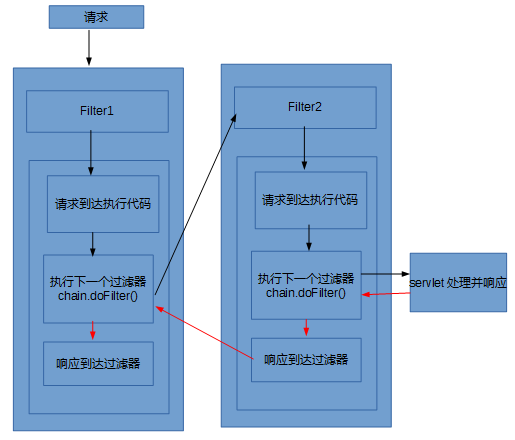 请求
Filter1
请求到达执行代码
执行下一个过滤器
chain.doFilter()
响应到达过滤器
Filter2
请求到达执行代码
执行下一个过滤器
chain.doFilter()
响应到达过滤器
servlet 处理并响应